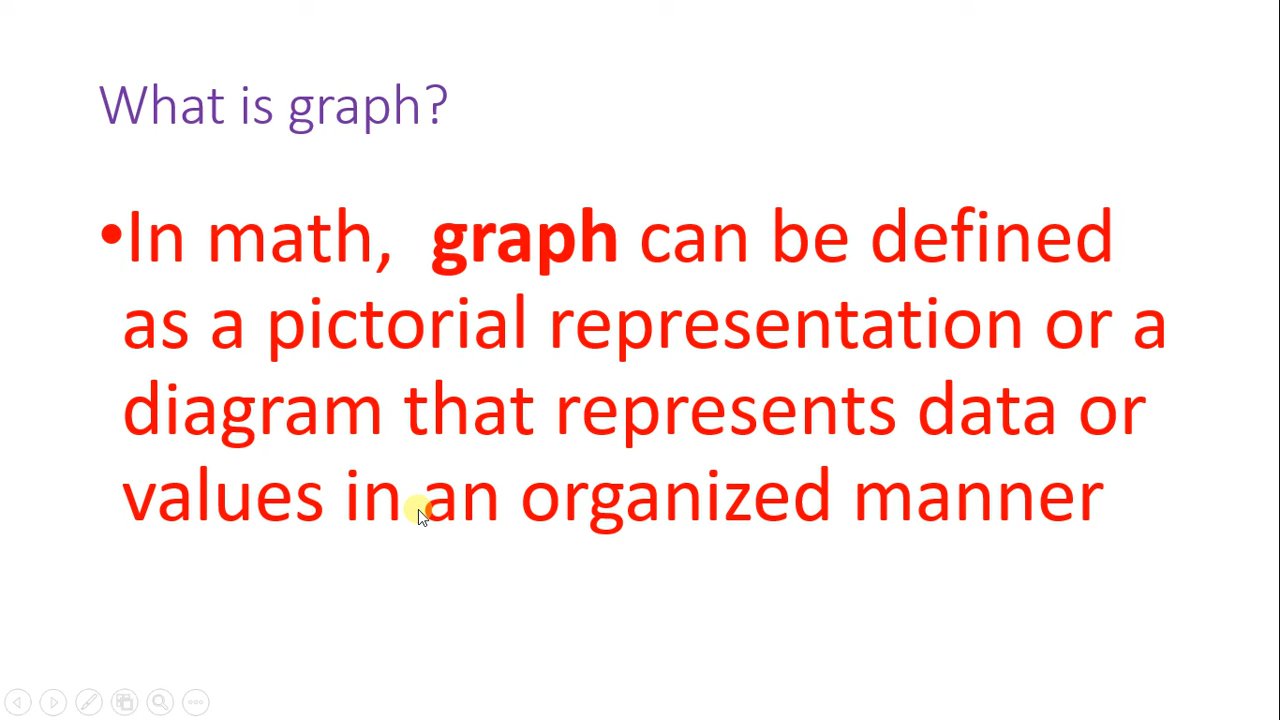 What is graph?
•In math,  graph can be defined
as a pictorial representation or a
diagram that represents data or
values in an organized manner